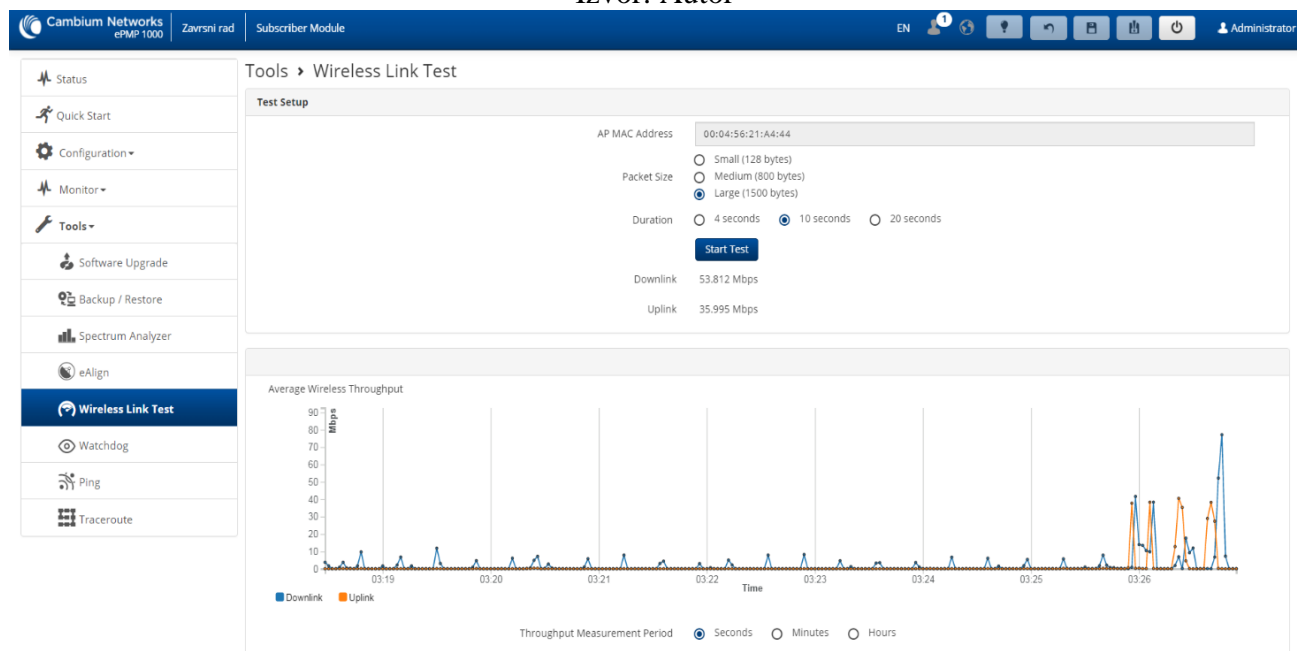 Izvor: Autor
Cambium Networks
ePMP 1000
Zavrsni rad
Subscriber Module
EN
1
Administrator
Status
Quick Start
Configuration
Monitor
Tools
Software Upgrade
Backup / Restore
Spectrum Analyzer
eAlign
Wireless Link Test
Watchdog
Ping
Traceroute
Tools > Wireless Link Test
Test Setup
AP MAC Address 00:04:56:21:A4:44
Packet Size
Small (128 bytes)
Medium (800 bytes)
Large (1500 bytes)
Duration 4 seconds 10 seconds 20 seconds
Start Test
Downlink 53.812 Mbps
Uplink 35.995 Mbps
Average Wireless Throughput
Mbps
90
80
70
60
50
40
30
20
10
0
03:19 03:20 03:21 03:22 03:23 03:24 03:25 03:26
Time
Downlink Uplink
Throughput Measurement Period Seconds Minutes Hours